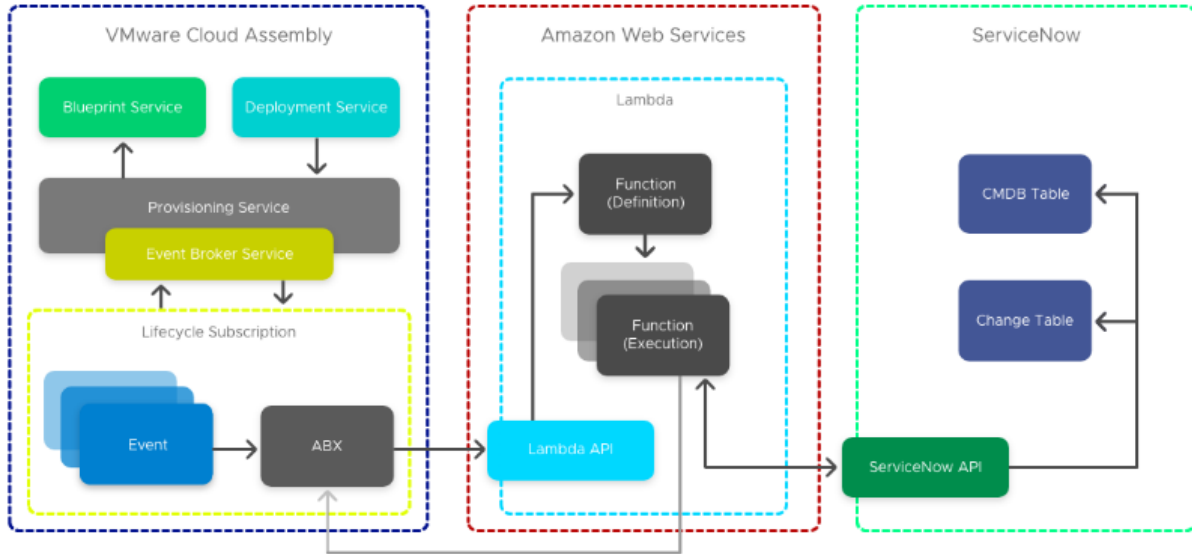 VMware Cloud Assembly
Blueprint Service
Deployment Service
Provisioning Service
Event Broker Service
Lifecycle Subscription
Event
ABX
Amazon Web Services
Lambda
Function
(Definition)
Function
(Execution)
Lambda API
ServiceNow
CMDB Table
Change Table
ServiceNow API